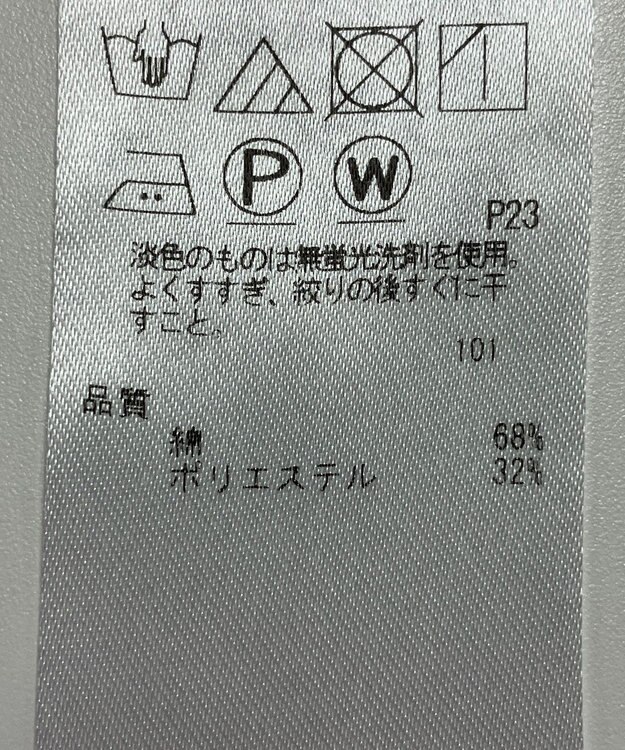 P
W
P23
淡色のものは無蛍光洗剤を使用。
よくすすぎ、絞りの後すぐに干
すこと。
101
品質
綿 68%
ポリエステル 32%